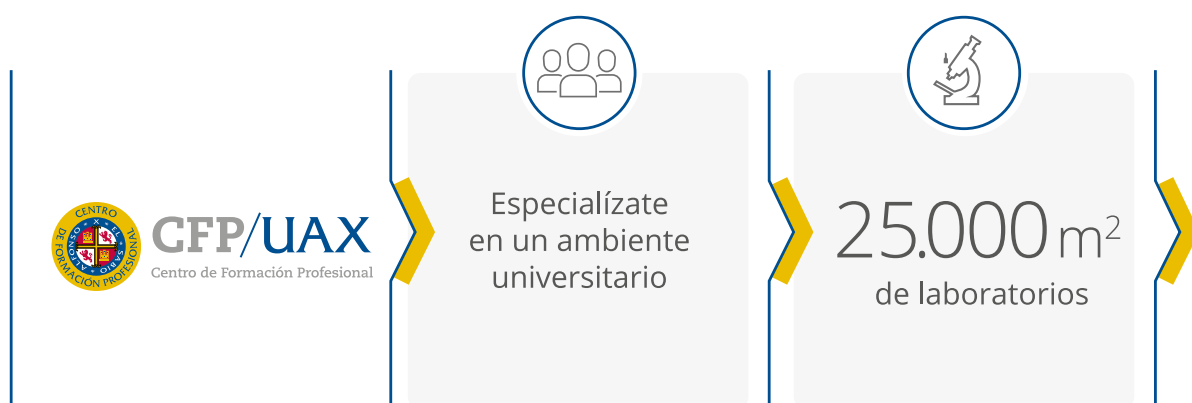 CENTRO
DE FORMACIÓN PROFESIONAL
ALFONSO X EL SABIO
CFP/UAX
Centro de Formación Profesional
Especialízate
en un ambiente
universitario
25.000 m²
de laboratorios